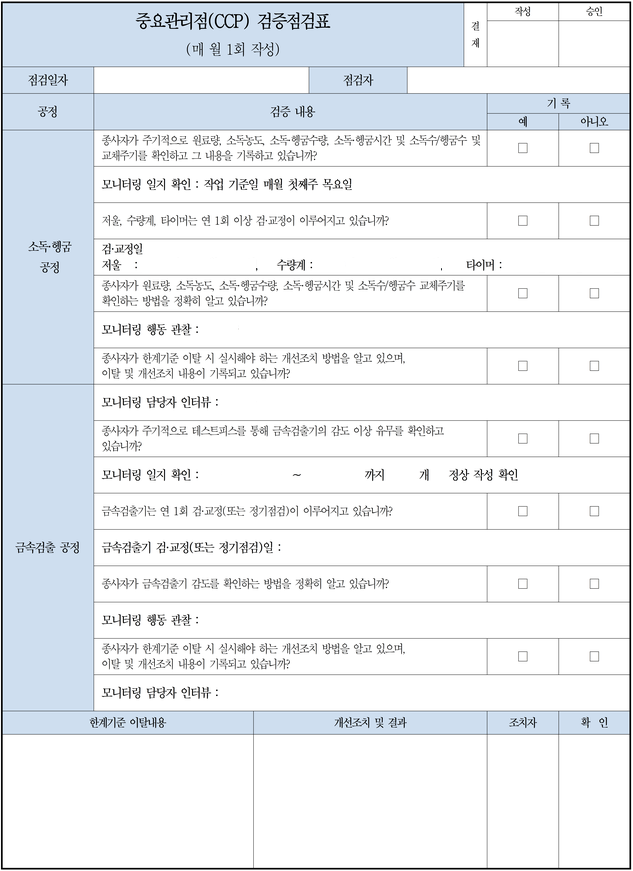 중요관리점(CCP) 검증점검표
(매 월 1회 작성)
결재
작성
승인
점검일자
점검자
공정
검증 내용
기 록
예
아니오
소독·헹굼
공정
종사자가 주기적으로 원료량, 소독농도, 소독·헹굼수량, 소독·헹굼시간 및 소독수/헹굼수 및
교체주기를 확인하고 그 내용을 기록하고 있습니까?
□ □
모니터링 일지 확인 : 작업 기준일 매월 첫째주 목요일
저울, 수량계, 타이머는 연 1회 이상 검·교정이 이루어지고 있습니까?
□ □
검·교정일
저울 : , 수량계 : , 타이머 :
종사자가 원료량, 소독농도, 소독·헹굼수량, 소독·헹굼시간 및 소독수/헹굼수 교체주기를
확인하는 방법을 정확히 알고 있습니까?
□ □
모니터링 행동 관찰 :
종사자가 한계기준 이탈 시 실시해야 하는 개선조치 방법을 알고 있으며,
이탈 및 개선조치 내용이 기록되고 있습니까?
□ □
금속검출 공정
모니터링 담당자 인터뷰 :
종사자가 주기적으로 테스트피스를 통해 금속검출기의 감도 이상 유무를 확인하고
있습니까?
□ □
모니터링 일지 확인 : ~ 까지 개 정상 작성 확인
금속검출기는 연 1회 검·교정(또는 정기점검)이 이루어지고 있습니까?
□ □
금속검출기 검·교정(또는 정기점검)일 :
종사자가 금속검출기 감도를 확인하는 방법을 정확히 알고 있습니까?
□ □
모니터링 행동 관찰 :
종사자가 한계기준 이탈 시 실시해야 하는 개선조치 방법을 알고 있으며,
이탈 및 개선조치 내용이 기록되고 있습니까?
□ □
모니터링 담당자 인터뷰 :
한계기준 이탈내용
개선조치 및 결과
조치자
확 인